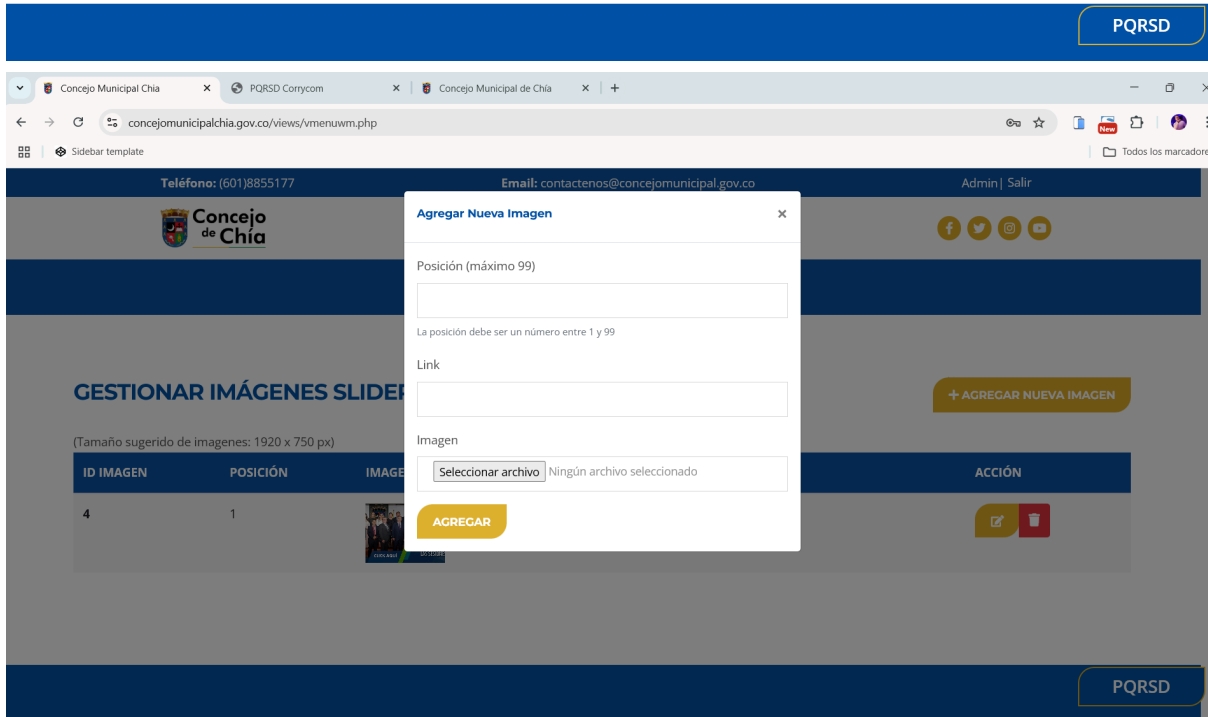 PQRSD
Concejo Municipal Chia
PQRSD Corrycom
Concejo Municipal de Chía
concejomunicipalchia.gov.co/views/vmenuwm.php
New
Sidebar template
Todos los marcadore
Teléfono: (601)8855177
Email: contactenos@concejomunicipal.gov.co
Admin| Salir
Concejo
de Chía
Agregar Nueva Imagen
Posición (máximo 99)
La posición debe ser un número entre 1 y 99
Link
GESTIONAR IMÁGENES SLIDER
+ AGREGAR NUEVA IMAGEN
(Tamaño sugerido de imagenes: 1920 x 750 px)
Imagen
Seleccionar archivo Ningún archivo seleccionado
ID IMAGEN POSICIÓN IMAGE ACCIÓN
4 1
AGREGAR
PQRSD